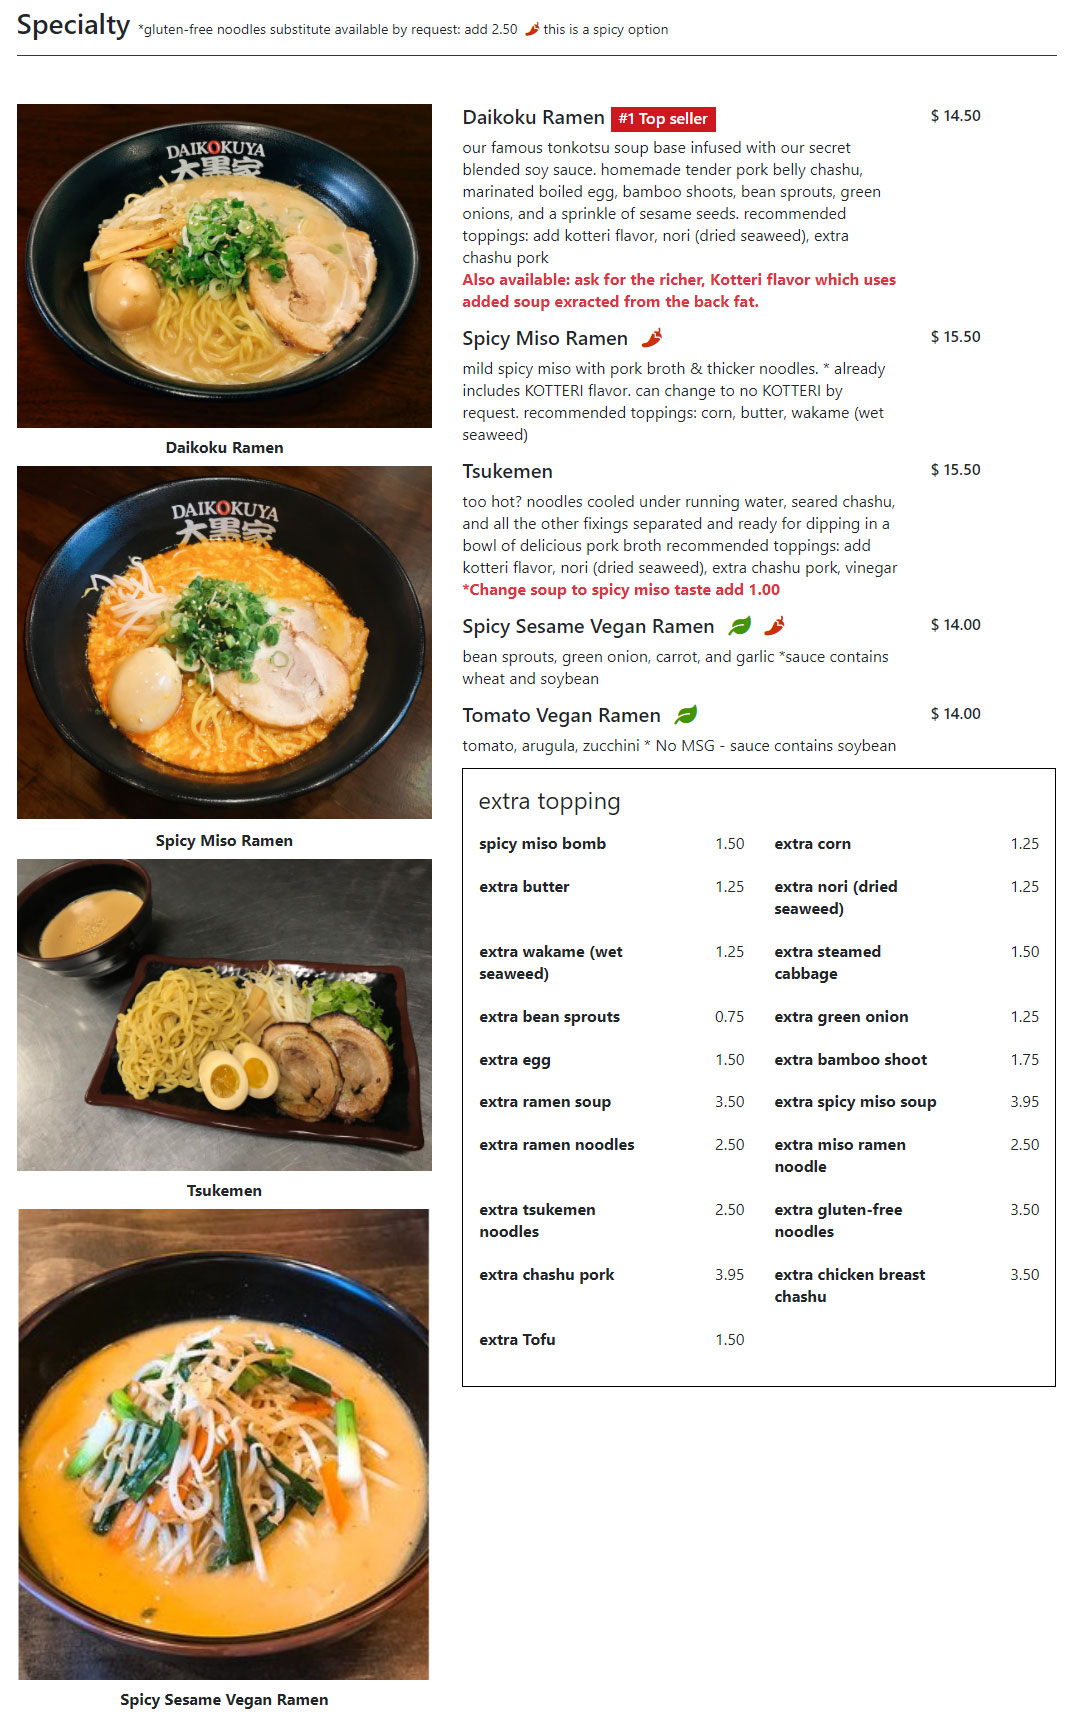 Specialty *gluten-free noodles substitute available by request: add 2.50 this is a spicy option
DAIKOKUYA
大黒家
Daikoku Ramen
DAIKOKUYA
大黒家
Spicy Miso Ramen
Tsukemen
Spicy Sesame Vegan Ramen
Daikoku Ramen #1 Top seller $ 14.50
our famous tonkotsu soup base infused with our secret
blended soy sauce. homemade tender pork belly chashu,
marinated boiled egg, bamboo shoots, bean sprouts, green
onions, and a sprinkle of sesame seeds. recommended
toppings: add kotteri flavor, nori (dried seaweed), extra
chashu pork
Also available: ask for the richer, Kotteri flavor which uses
added soup exracted from the back fat.
Spicy Miso Ramen $ 15.50
mild spicy miso with pork broth & thicker noodles. * already
includes KOTTERI flavor. can change to no KOTTERI by
request. recommended toppings: corn, butter, wakame (wet
seaweed)
Tsukemen $ 15.50
too hot? noodles cooled under running water, seared chashu,
and all the other fixings separated and ready for dipping in a
bowl of delicious pork broth recommended toppings: add
kotteri flavor, nori (dried seaweed), extra chashu pork, vinegar
*Change soup to spicy miso taste add 1.00
Spicy Sesame Vegan Ramen $ 14.00
bean sprouts, green onion, carrot, and garlic *sauce contains
wheat and soybean
Tomato Vegan Ramen $ 14.00
tomato, arugula, zucchini * No MSG - sauce contains soybean
extra topping
spicy miso bomb 1.50 extra corn 1.25
extra butter 1.25 extra nori (dried
seaweed) 1.25
extra wakame (wet
seaweed) 1.25 extra steamed
cabbage 1.50
extra bean sprouts 0.75 extra green onion 1.25
extra egg 1.50 extra bamboo shoot 1.75
extra ramen soup 3.50 extra spicy miso soup 3.95
extra ramen noodles 2.50 extra miso ramen
noodle 2.50
extra tsukemen
noodles 2.50 extra gluten-free
noodles 3.50
extra chashu pork 3.95 extra chicken breast
chashu 3.50
extra Tofu 1.50